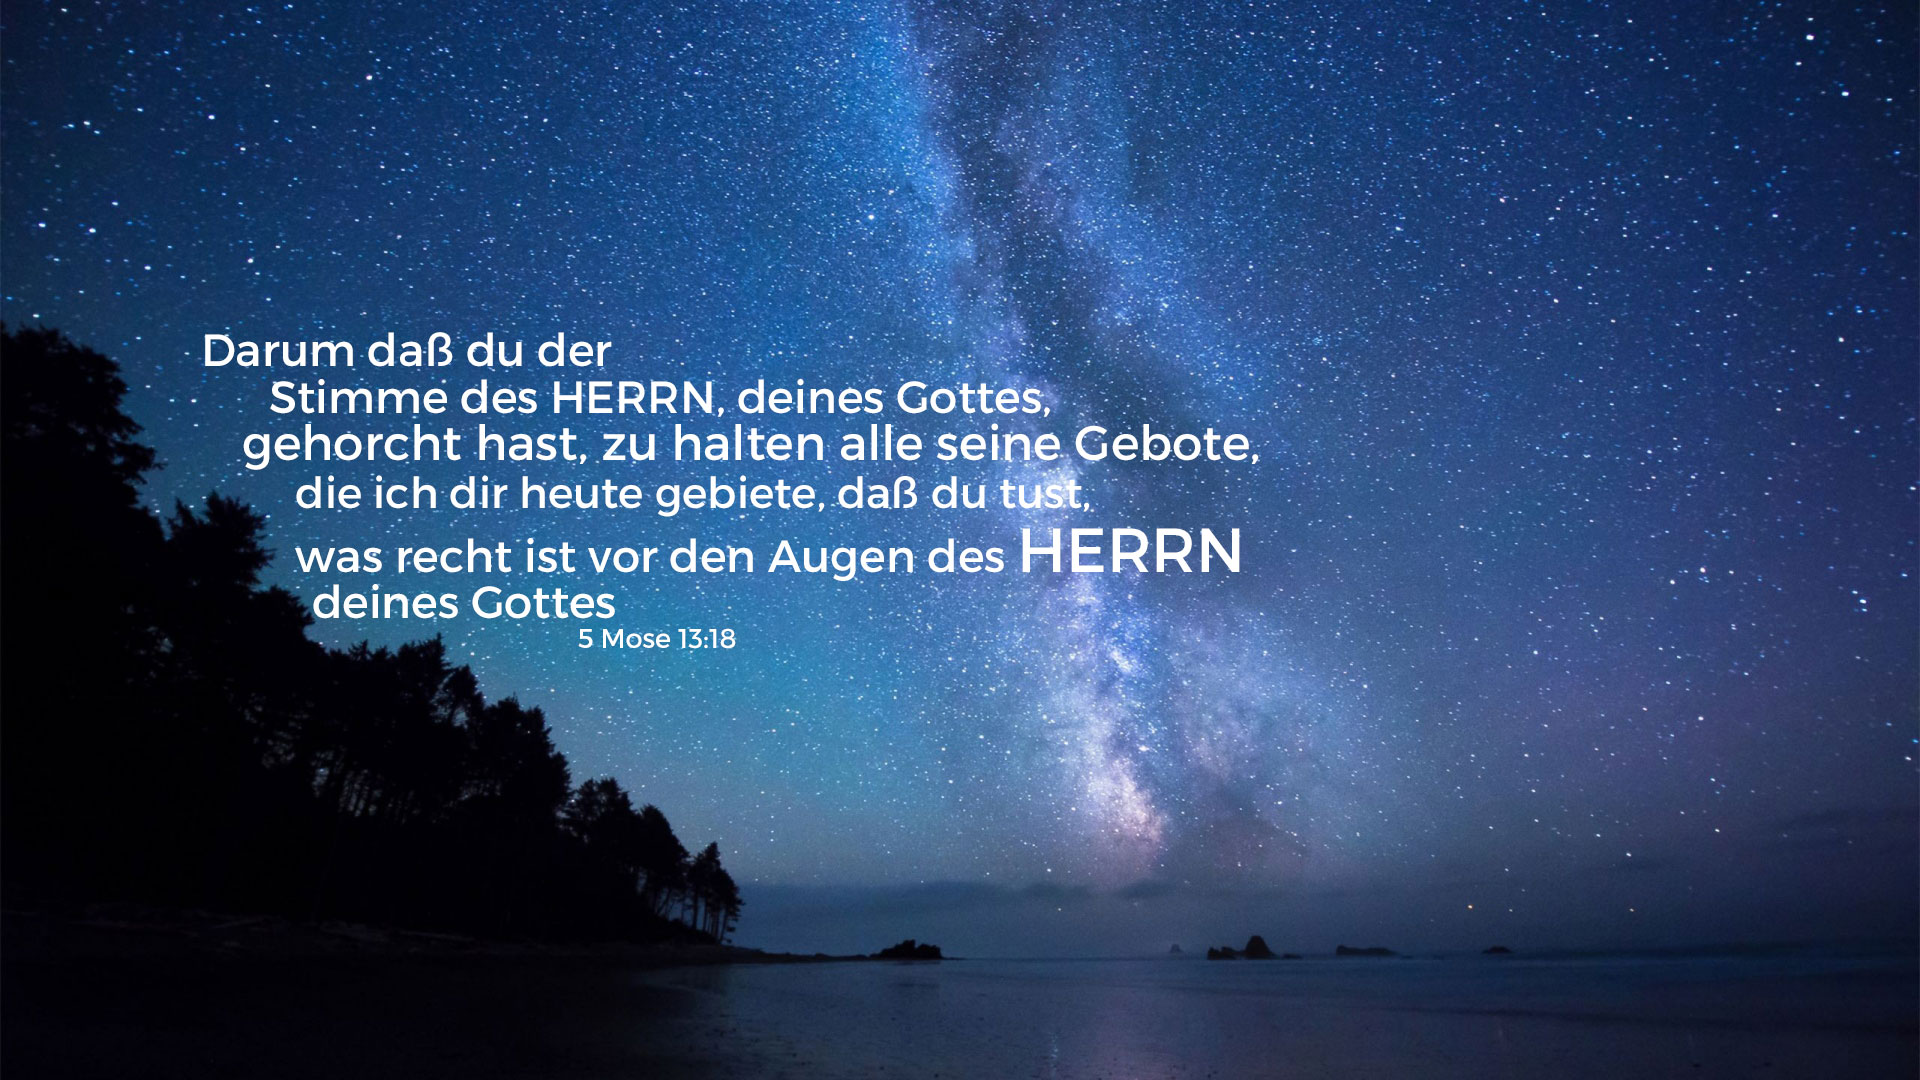 Darum daß du der
Stimme des HERRN, deines Gottes,
gehorcht hast, zu halten alle seine Gebote,
die ich dir heute gebiete, daß du tust,
was recht ist vor den Augen des HERRN
deines Gottes
5 Mose 13:18